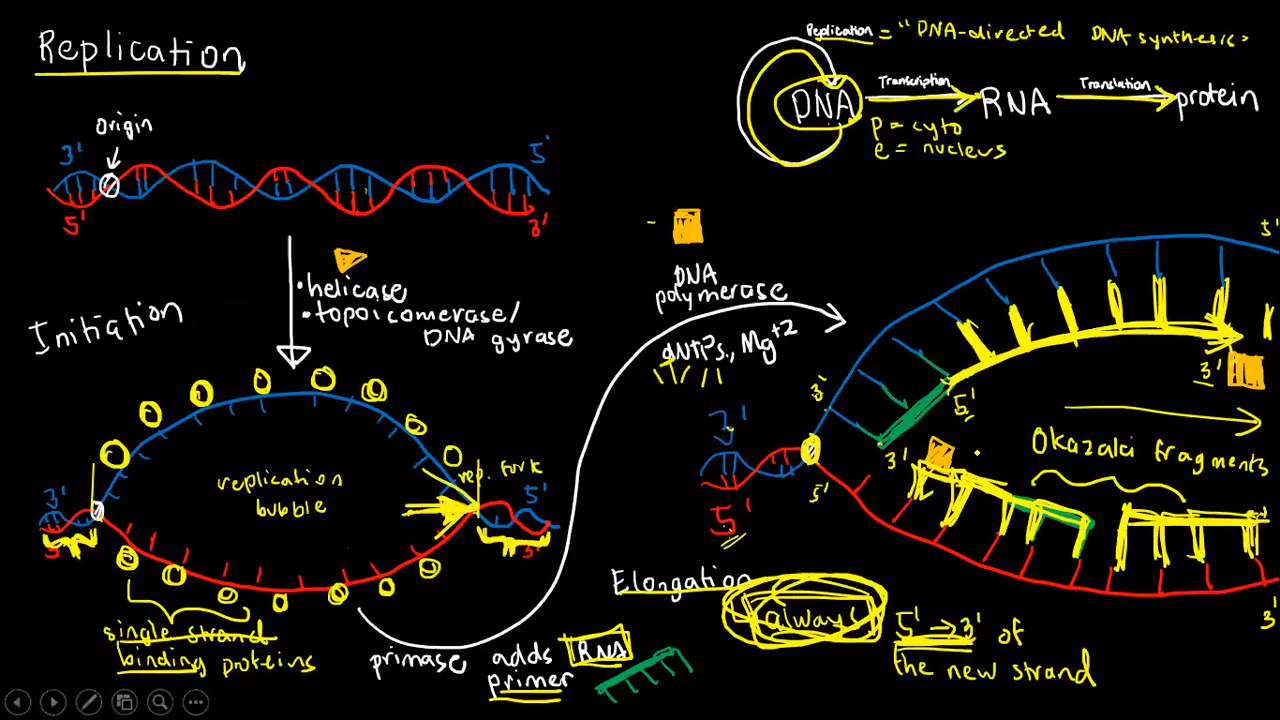 Replication
Replication = "DNA-directed DNA synthesis"
DNA Transcription RNA Translation protein
p = cyto
e = nucleus
Origin
3' 5'
5' 3'
• helicase
• topoicomerase/
DNA gyrase
Initiation
replication
bubble
rep. fork
3' 5'
5' 3'
single strand
binding proteins
primase adds RNA
primer
DNA
polymerase
dNTPs, Mg+2
5'
3'
3'
5'
3'
5'
3'
5'
Okazaki fragments
3'
Elongation
always 5' → 3' of
the new strand